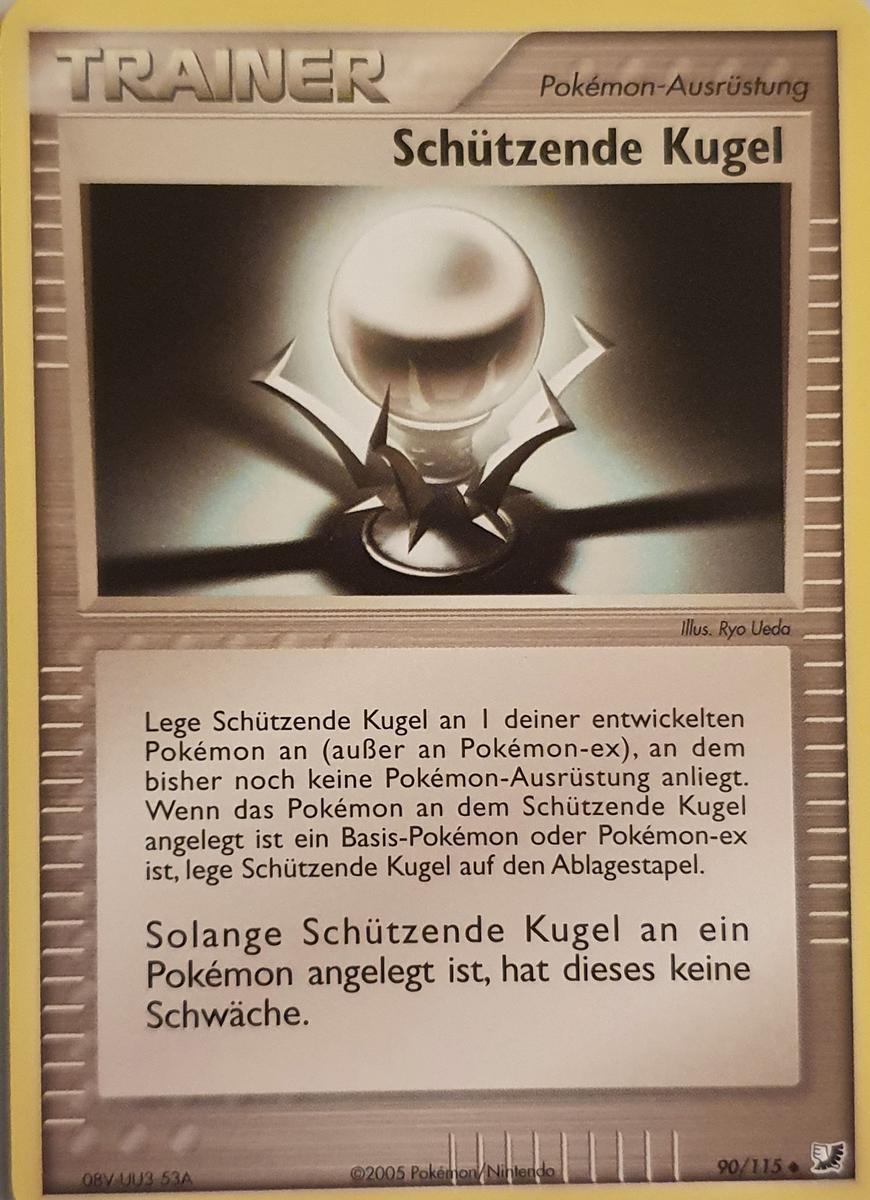 TRAINER
Pokémon-Ausrüstung
Schützende Kugel
Illus. Ryo Ueda
Lege Schützende Kugel an 1 deiner entwickelten
Pokémon an (außer an Pokémon-ex), an dem
bisher noch keine Pokémon-Ausrüstung anliegt.
Wenn das Pokémon an dem Schützende Kugel
angelegt ist ein Basis-Pokémon oder Pokémon-ex
ist, lege Schützende Kugel auf den Ablagestapel.
Solange Schützende Kugel an ein
Pokémon angelegt ist, hat dieses keine
Schwäche.
08V UU3 53A
©2005 Pokémon/Nintendo
90/115